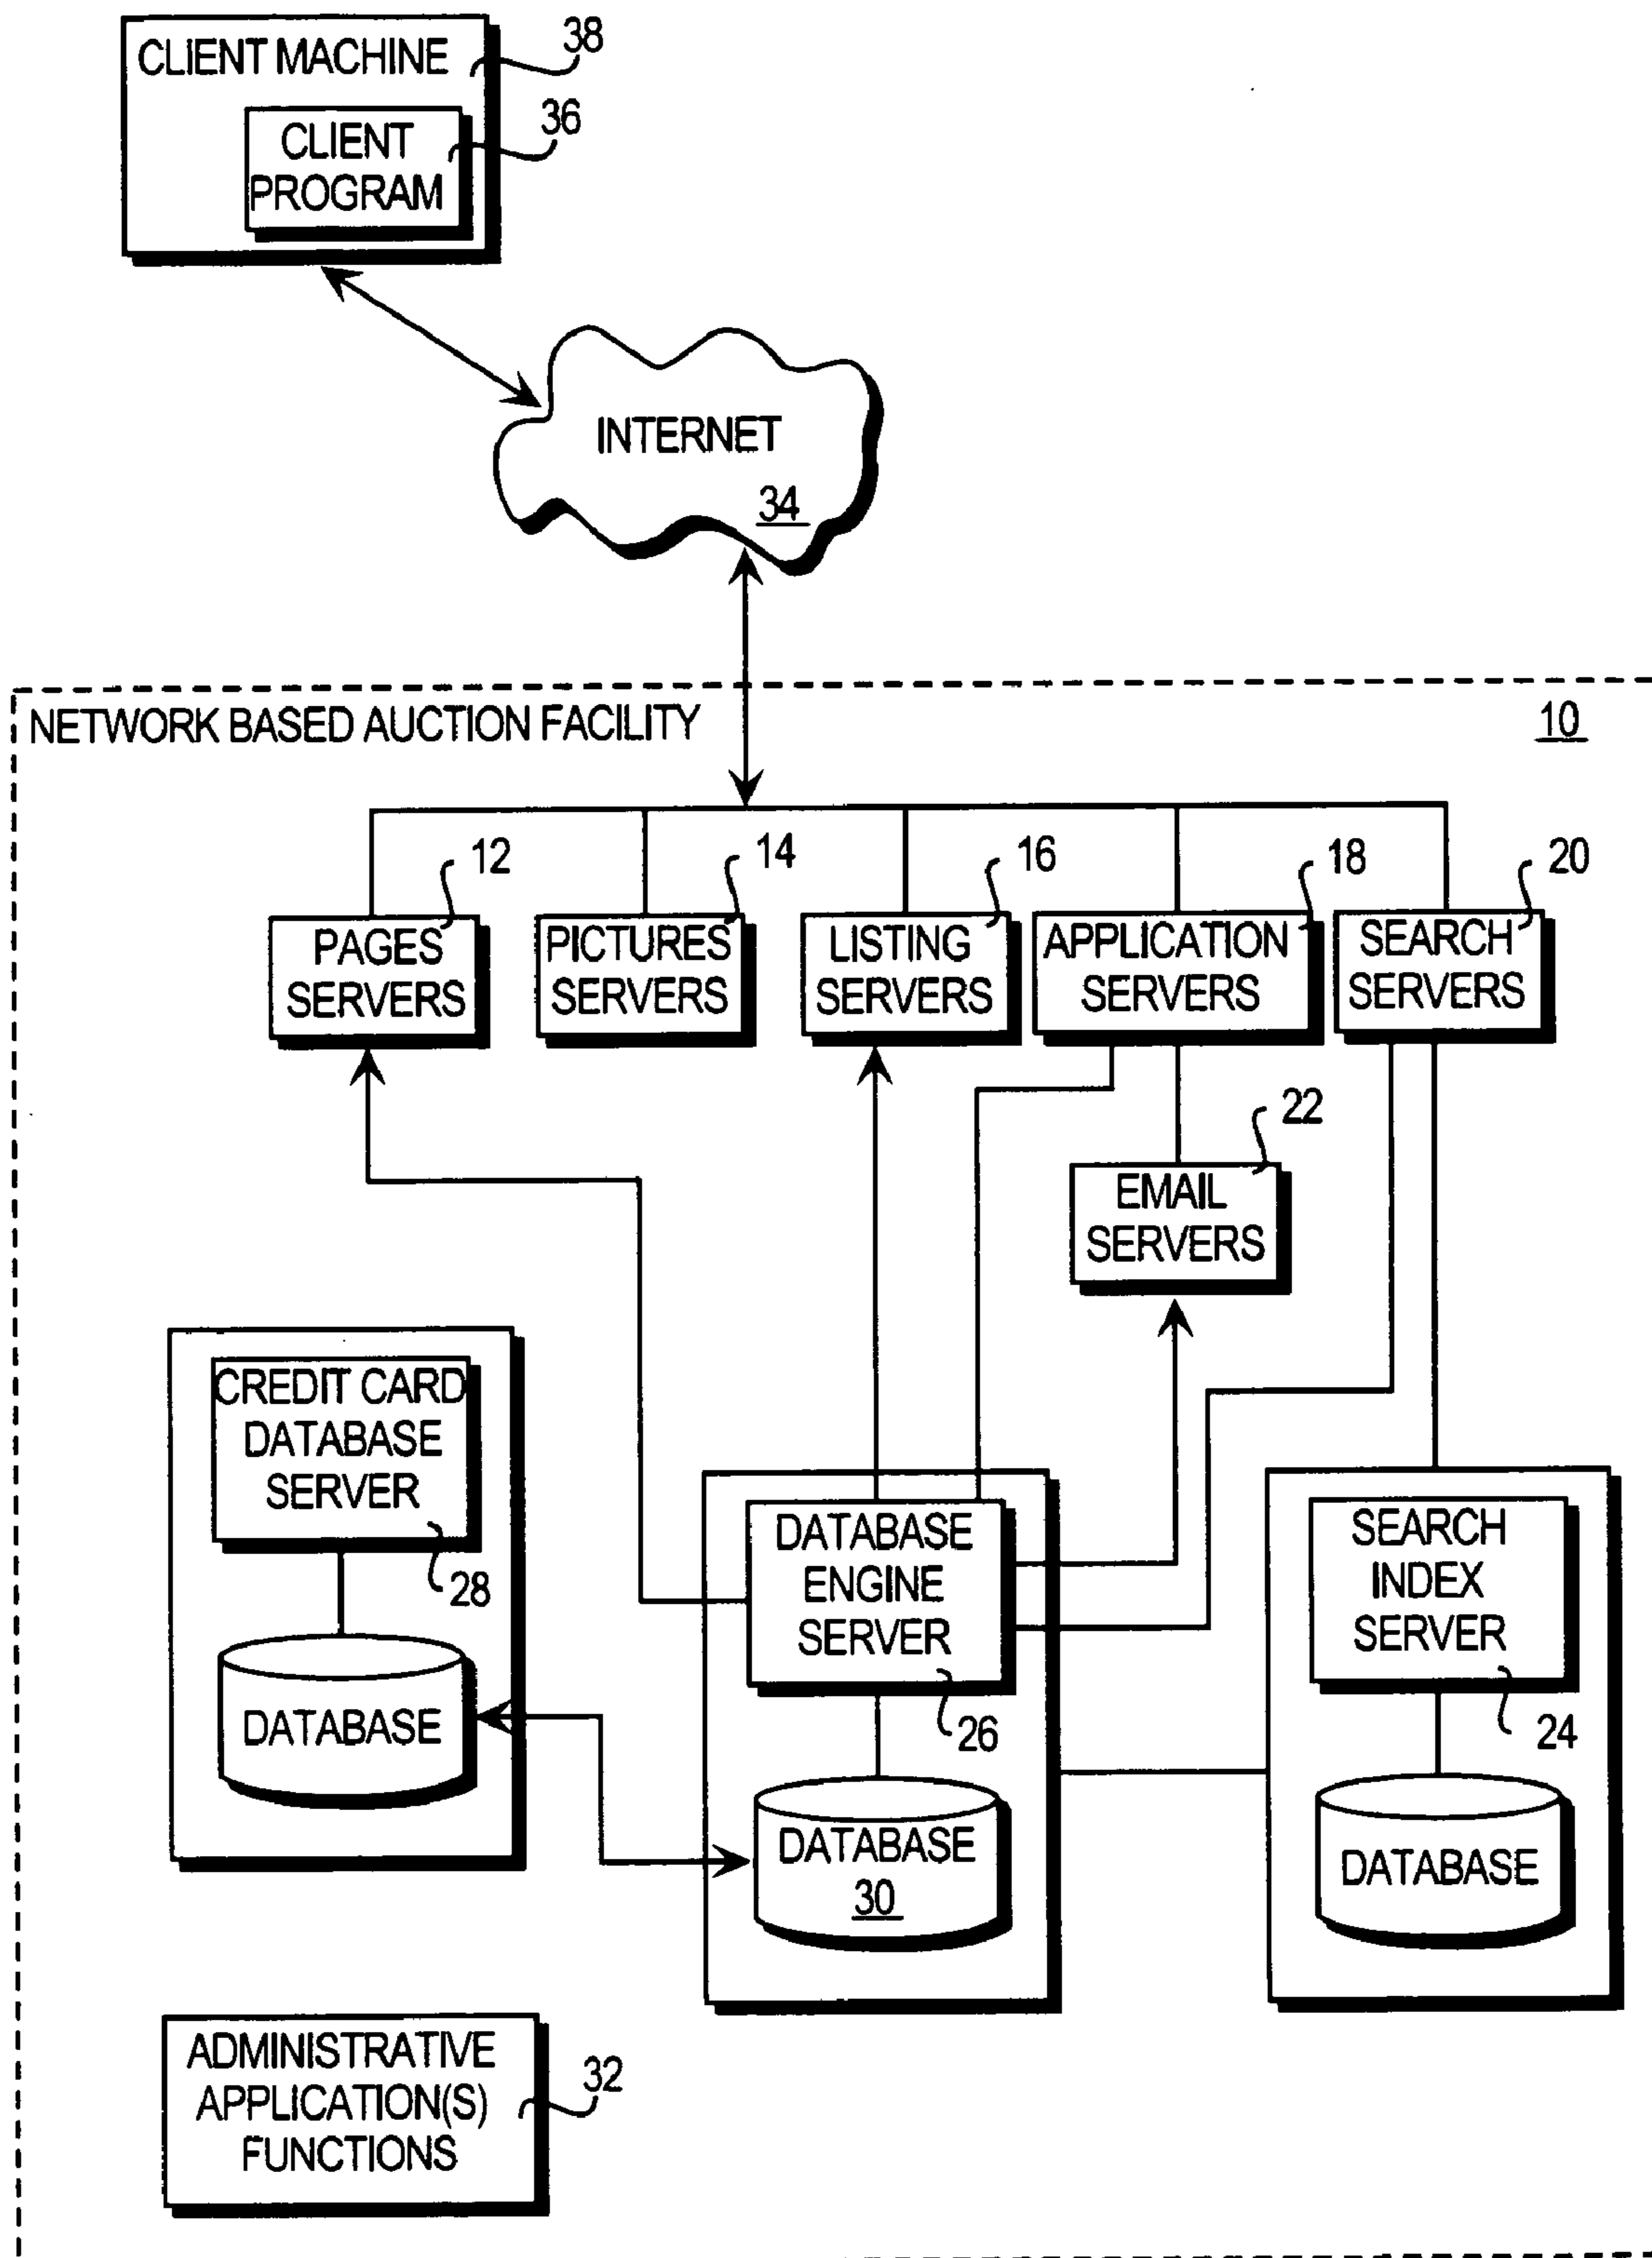 CLIENT MACHINE
38
CLIENT
PROGRAM
36
INTERNET
34
NETWORK BASED AUCTION FACILITY
10
12
14
16
18
20
PAGES
SERVERS
PICTURES
SERVERS
LISTING
SERVERS
APPLICATION
SERVERS
SEARCH
SERVERS
22
EMAIL
SERVERS
CREDIT CARD
DATABASE
SERVER
28
DATABASE
DATABASE
ENGINE
SERVER
26
DATABASE
30
SEARCH
INDEX
SERVER
24
DATABASE
ADMINISTRATIVE
APPLICATION(S)
FUNCTIONS
32